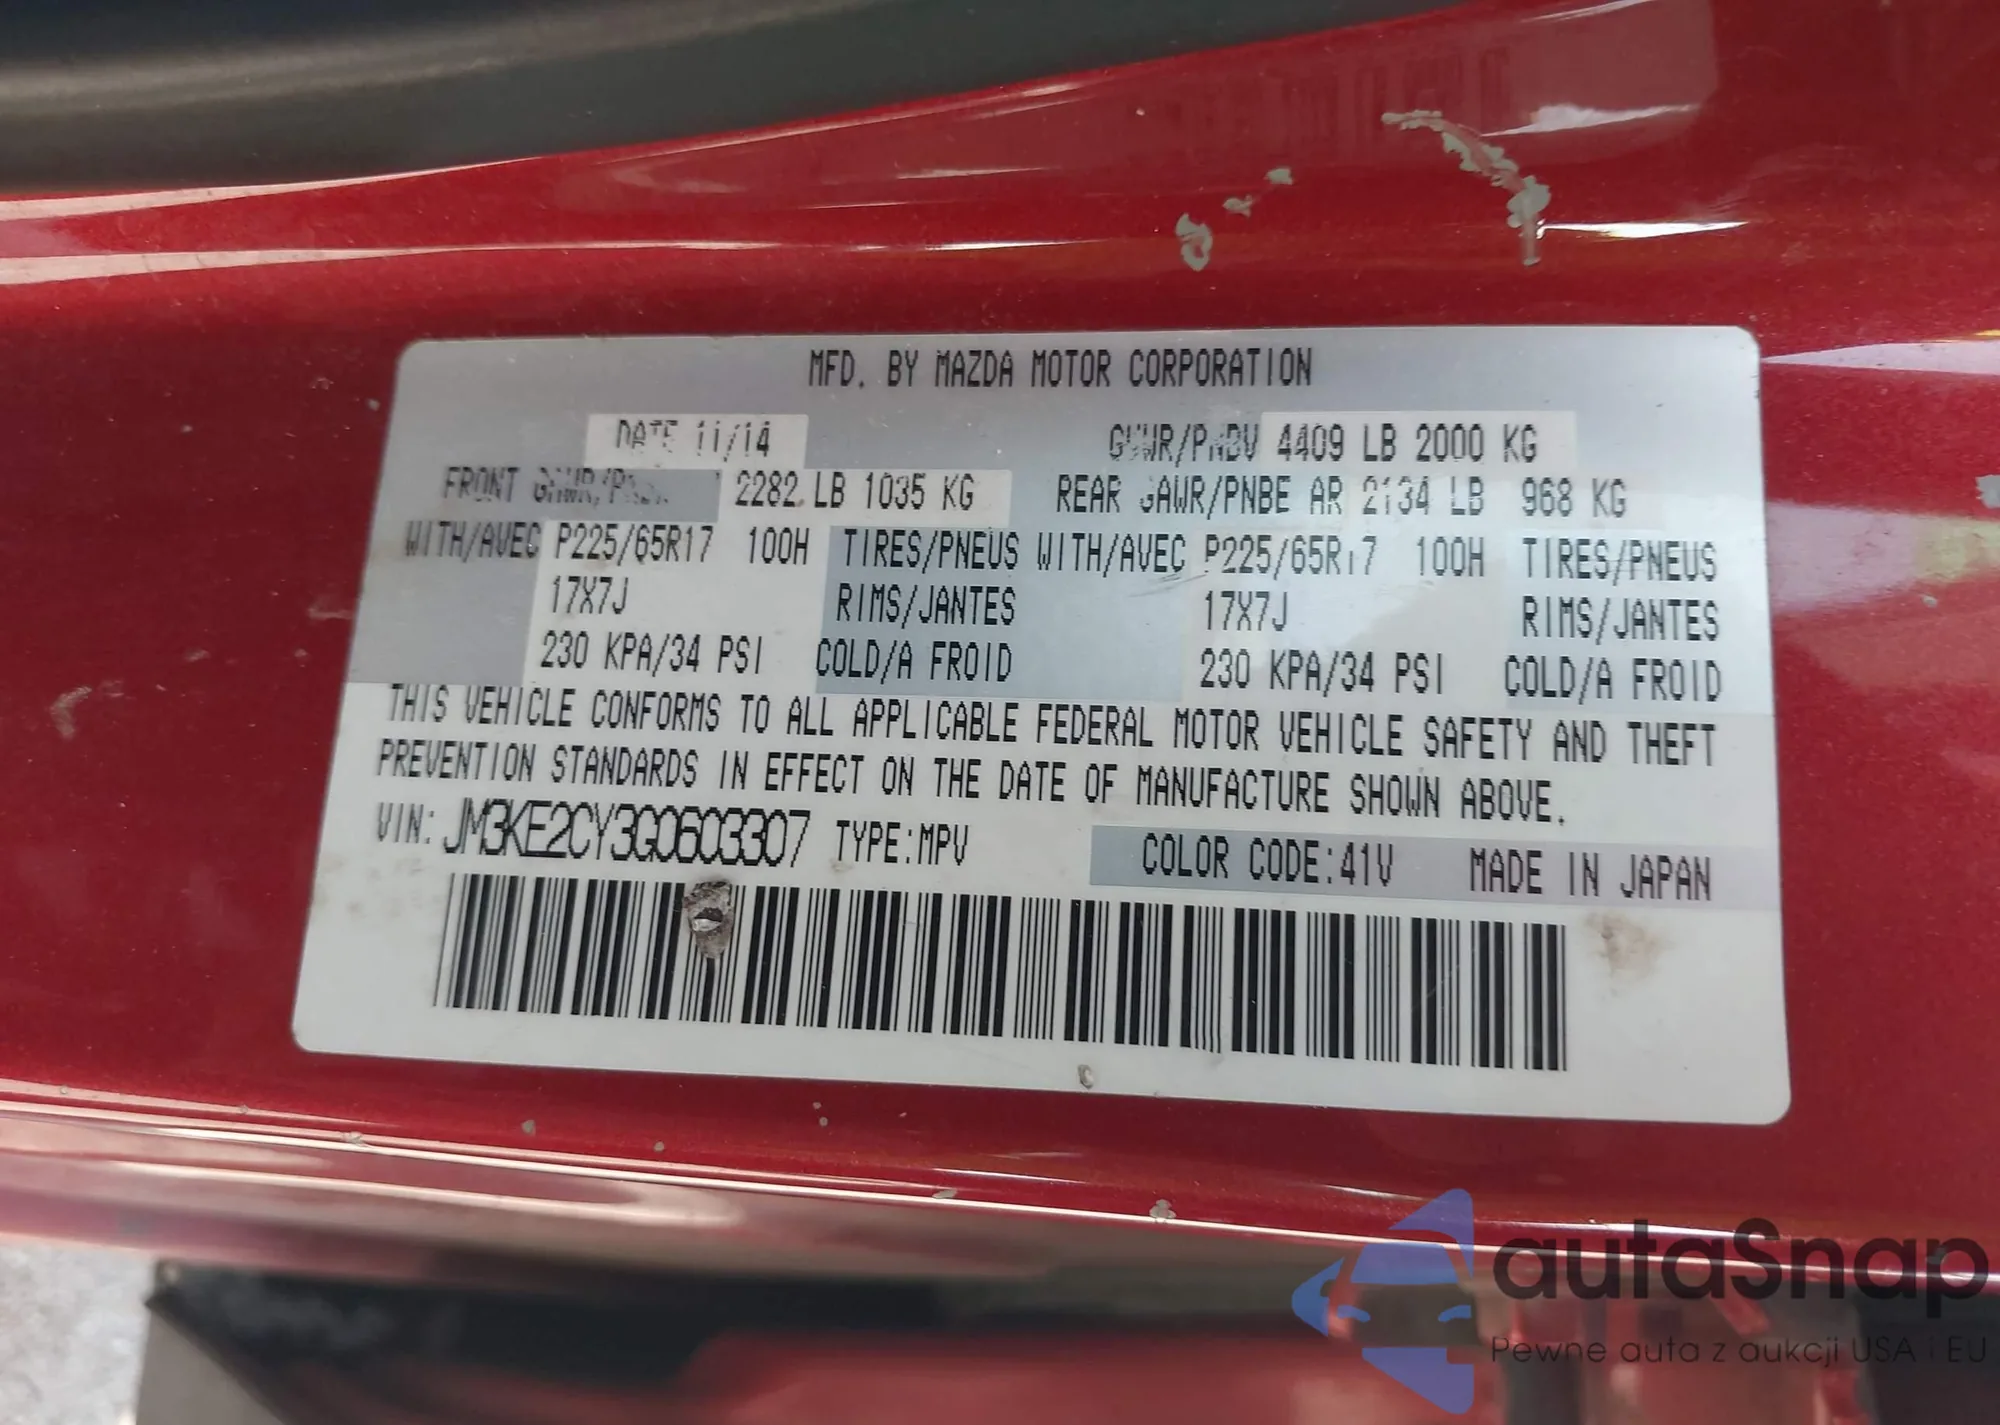 MFD. BY MAZDA MOTOR CORPORATION
DATE 11/14 GVWR/PNBV 4409 LB 2000 KG
FRONT GAWR/ 2282 LB 1035 KG REAR GAWR/PNBE AR 2134 LB 968 KG
WITH/AVEC P225/65R17 100H TIRES/PNEUS WITH/AVEC P225/65R17 100H TIRES/PNEUS
17X7J RIMS/JANTES 17X7J RIMS/JANTES
230 KPA/34 PSI COLD/A FROID 230 KPA/34 PSI COLD/A FROID
THIS VEHICLE CONFORMS TO ALL APPLICABLE FEDERAL MOTOR VEHICLE SAFETY AND THEFT
PREVENTION STANDARDS IN EFFECT ON THE DATE OF MANUFACTURE SHOWN ABOVE.
VIN: JM3KE2CY3G0603307 TYPE:MPV COLOR CODE:41V MADE IN JAPAN
autaSnap
Pewne auta z aukcji USA i EU